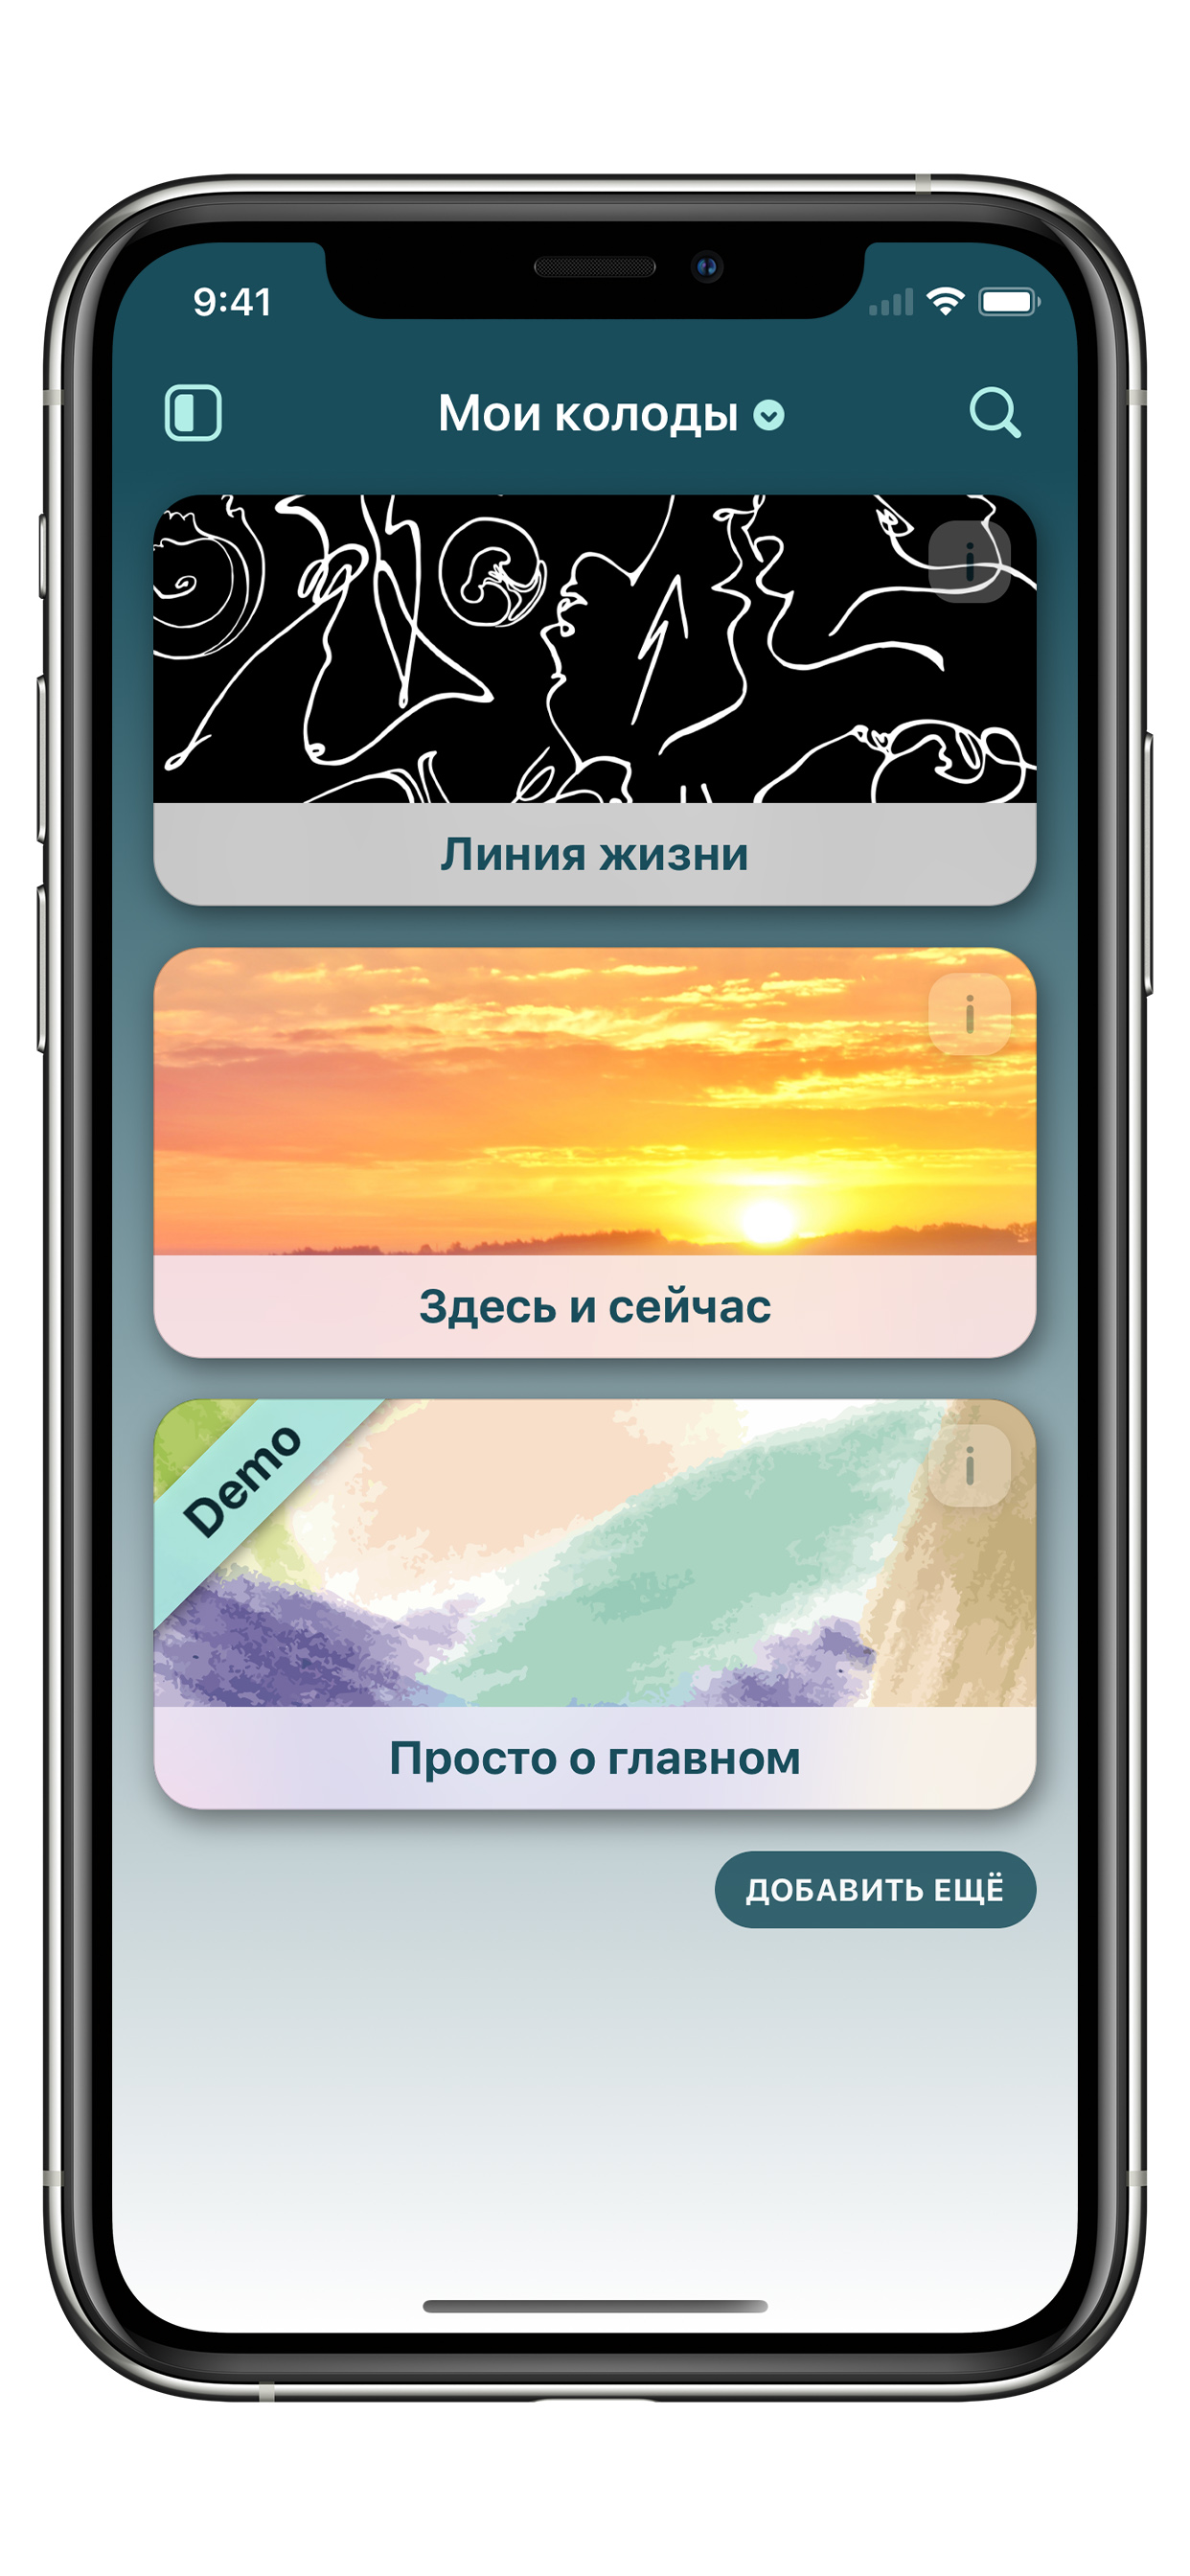 9:41
Мои колоды
Линия жизни
Здесь и сейчас
Demo
Просто о главном
ДОБАВИТЬ ЕЩЁ